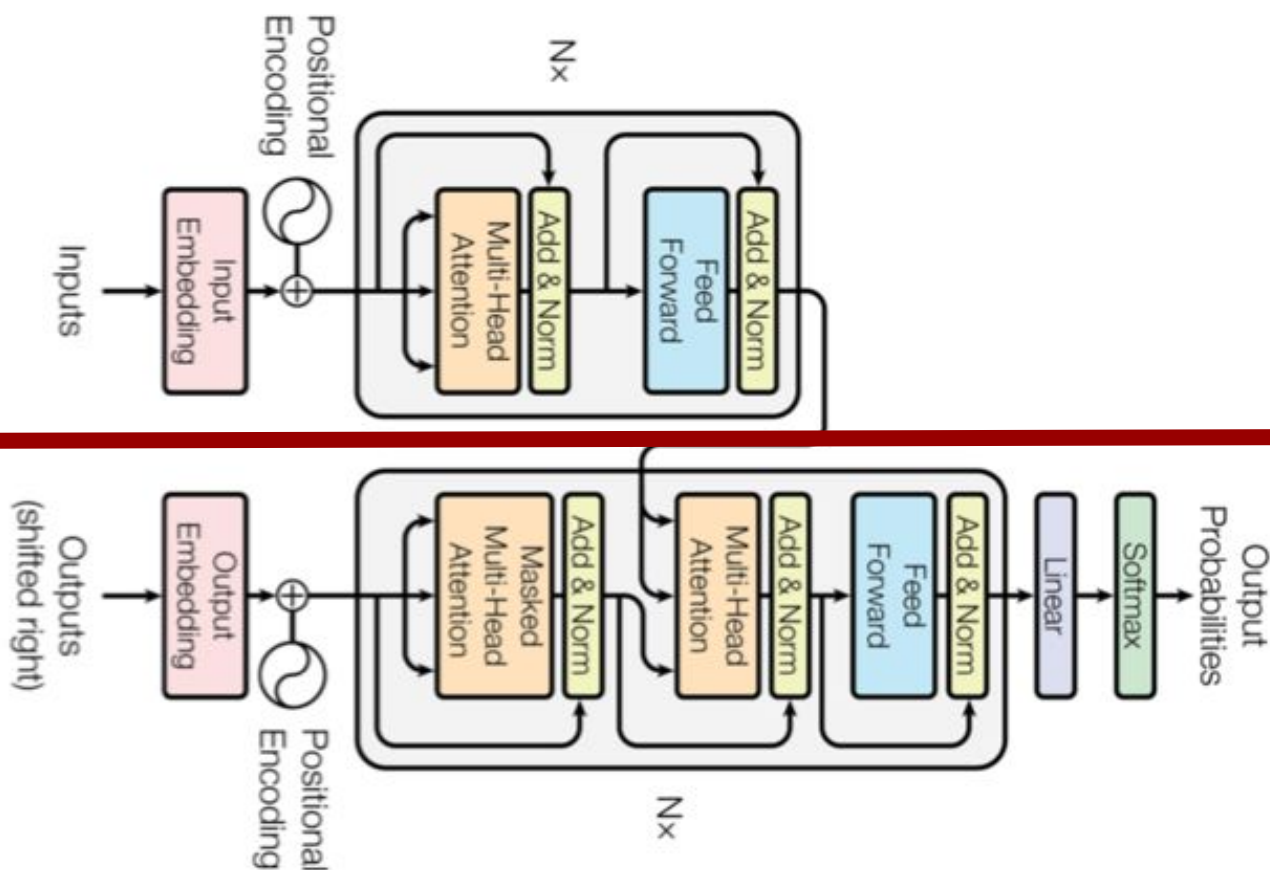 Inputs
Input
Embedding
Positional
Encoding
Nx
Multi-Head
Attention
Add & Norm
Feed
Forward
Add & Norm
Outputs
(shifted right)
Output
Embedding
Positional
Encoding
Masked
Multi-Head
Attention
Add & Norm
Multi-Head
Attention
Add & Norm
Feed
Forward
Add & Norm
Nx
Linear
Softmax
Output
Probabilities